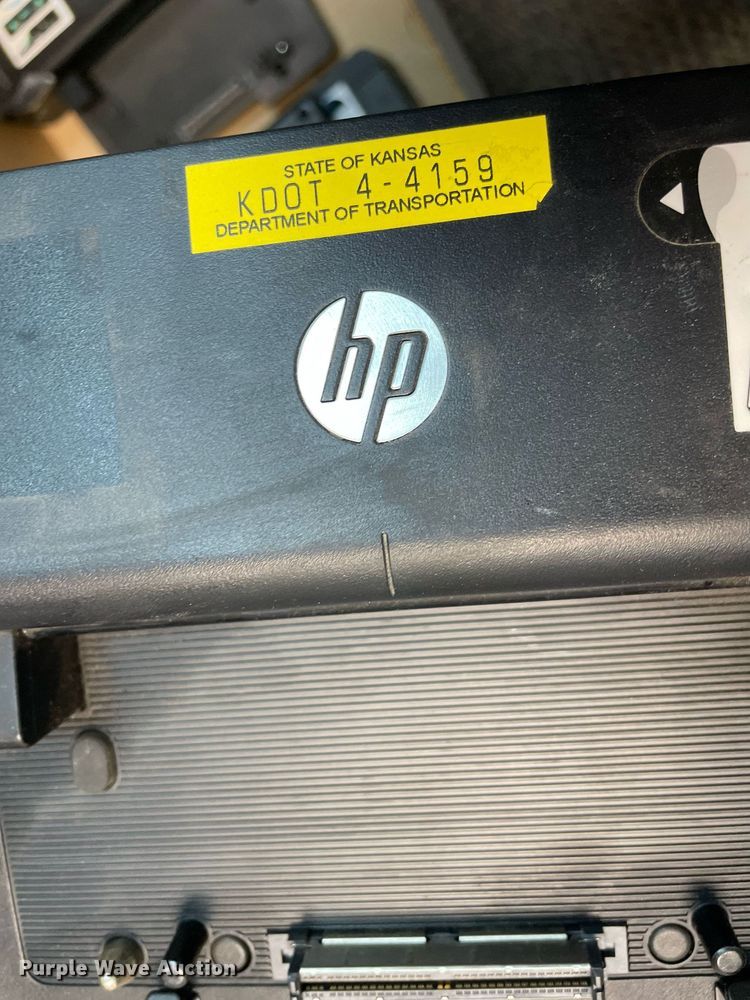 STATE OF KANSAS
KDOT 4-4159
DEPARTMENT OF TRANSPORTATION
hp
Purple Wave Auction